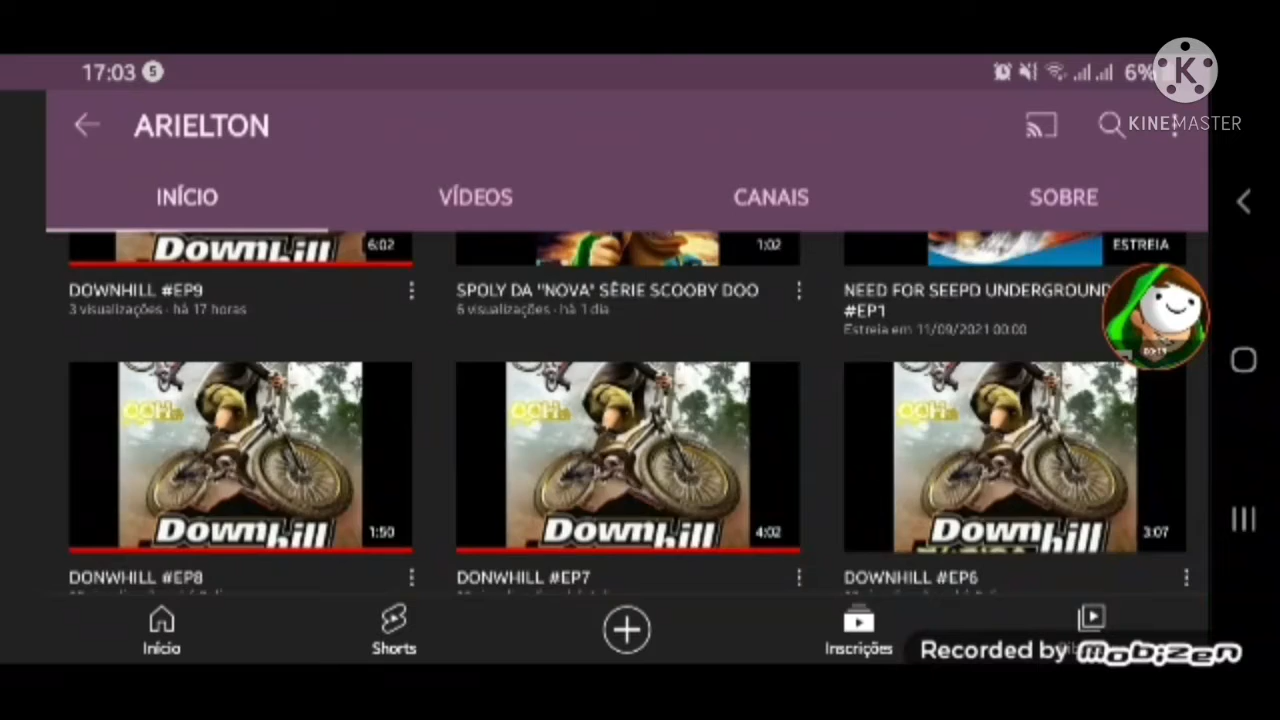 17:03 5
6%
K
KINEMASTER
ARIELTON
INÍCIO VÍDEOS CANAIS SOBRE
DownHill 6:02
1:02
ESTREIA
DOWNHILL #EP9
3 visualizações · há 17 horas
SPOLY DA "NOVA" SÊRIE SCOOBY DOO
6 visualizações · há 1 dia
NEED FOR SEEPD UNDERGROUND
#EP1
Estreia em 11/09/2021 00:00
DownHill 1:50
DownHill 4:02
DownHill 3:07
DONWHILL #EP8
DONWHILL #EP7
DOWNHILL #EP6
Início Shorts Inscrições
Recorded by mobizen